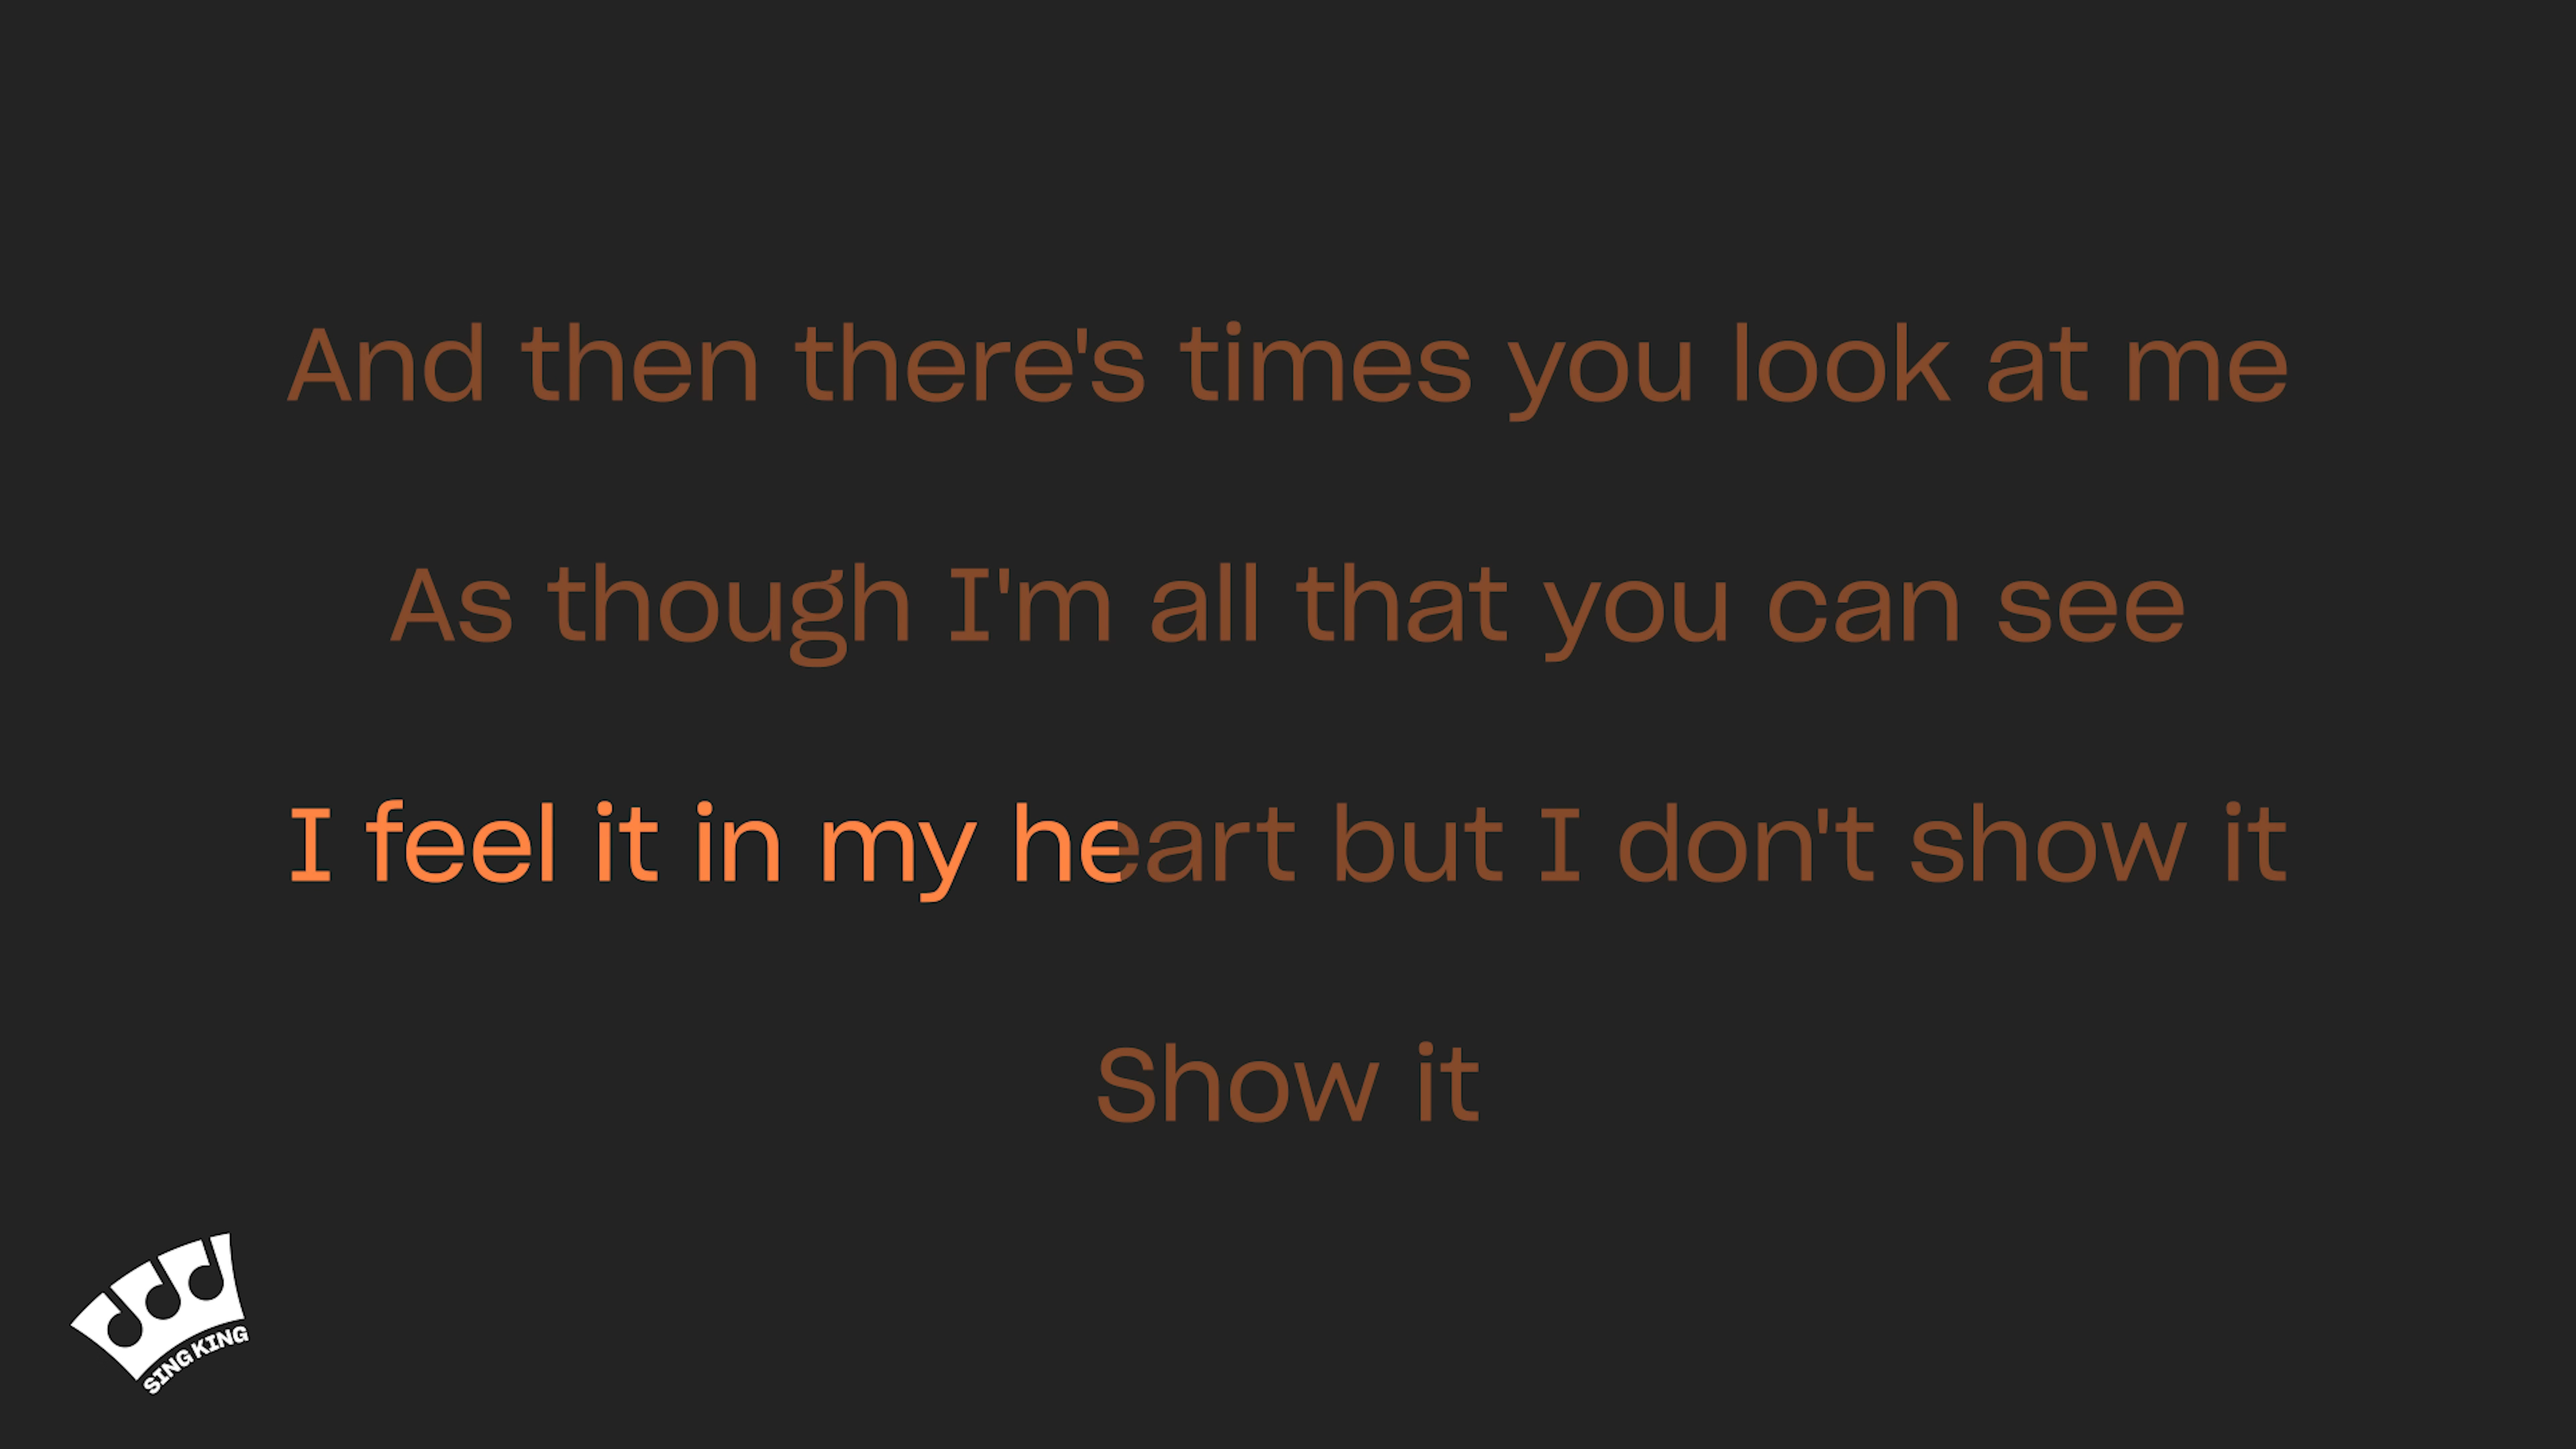 And then there's times you look at me
As though I'm all that you can see
I feel it in my heart but I don't show it
Show it
SING KING